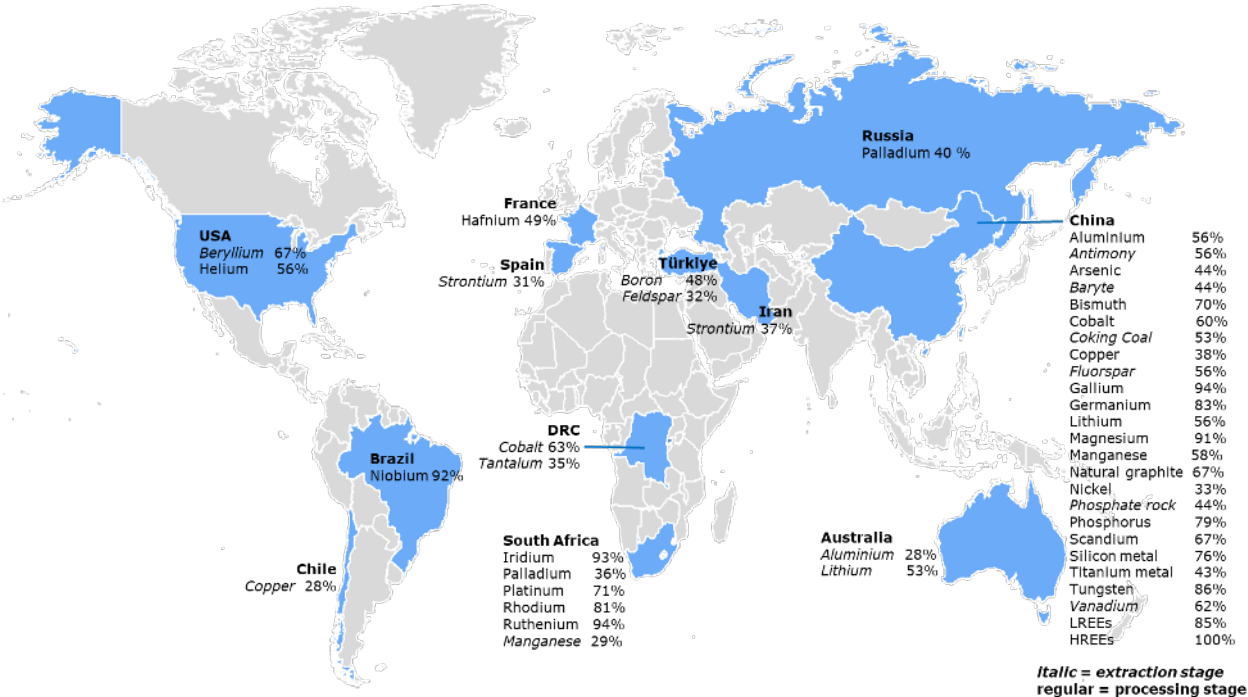 Russia
Palladium 40 %
France
Hafnium 49%
USA
Beryllium 67%
Helium 56%
Spain
Strontium 31%
Türkiye
Boron 48%
Feldspar 32%
Iran
Strontium 37%
China
Aluminium 56%
Antimony 56%
Arsenic 44%
Baryte 44%
Bismuth 70%
Cobalt 60%
Coking Coal 53%
Copper 38%
Fluorspar 56%
Gallium 94%
Germanium 83%
Lithium 56%
Magnesium 91%
Manganese 58%
Natural graphite 67%
Nickel 33%
Phosphate rock 44%
Phosphorus 79%
Scandium 67%
Silicon metal 76%
Titanium metal 43%
Tungsten 86%
Vanadium 62%
LREEs 85%
HREEs 100%
DRC
Cobalt 63%
Tantalum 35%
Brazil
Niobium 92%
South Africa
Iridium 93%
Palladium 36%
Platinum 71%
Rhodium 81%
Ruthenium 94%
Manganese 29%
Australla
Aluminium 28%
Lithium 53%
Chile
Copper 28%
Italic = extraction stage
regular = processing stage